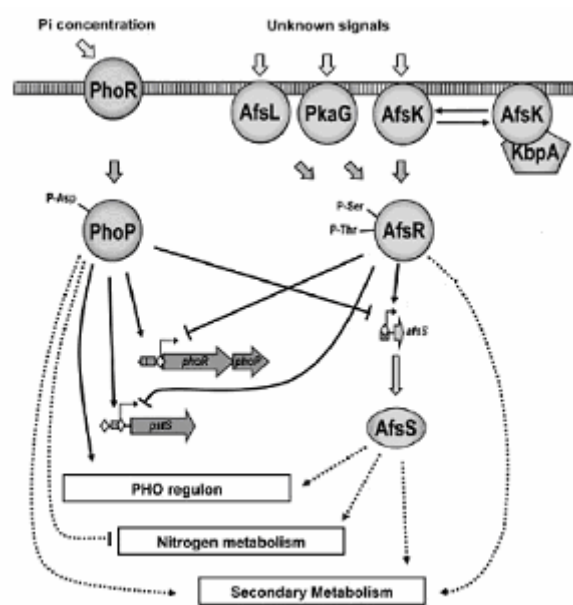 Pi concentration
Unknown signals
PhoR
AfsL
PkaG
AfsK
AfsK
KbpA
P-Asp
PhoP
P-Ser
P-Thr
AfsR
afsS
phoR
phoP
pstS
AfsS
PHO regulon
Nitrogen metabolism
Secondary Metabolism